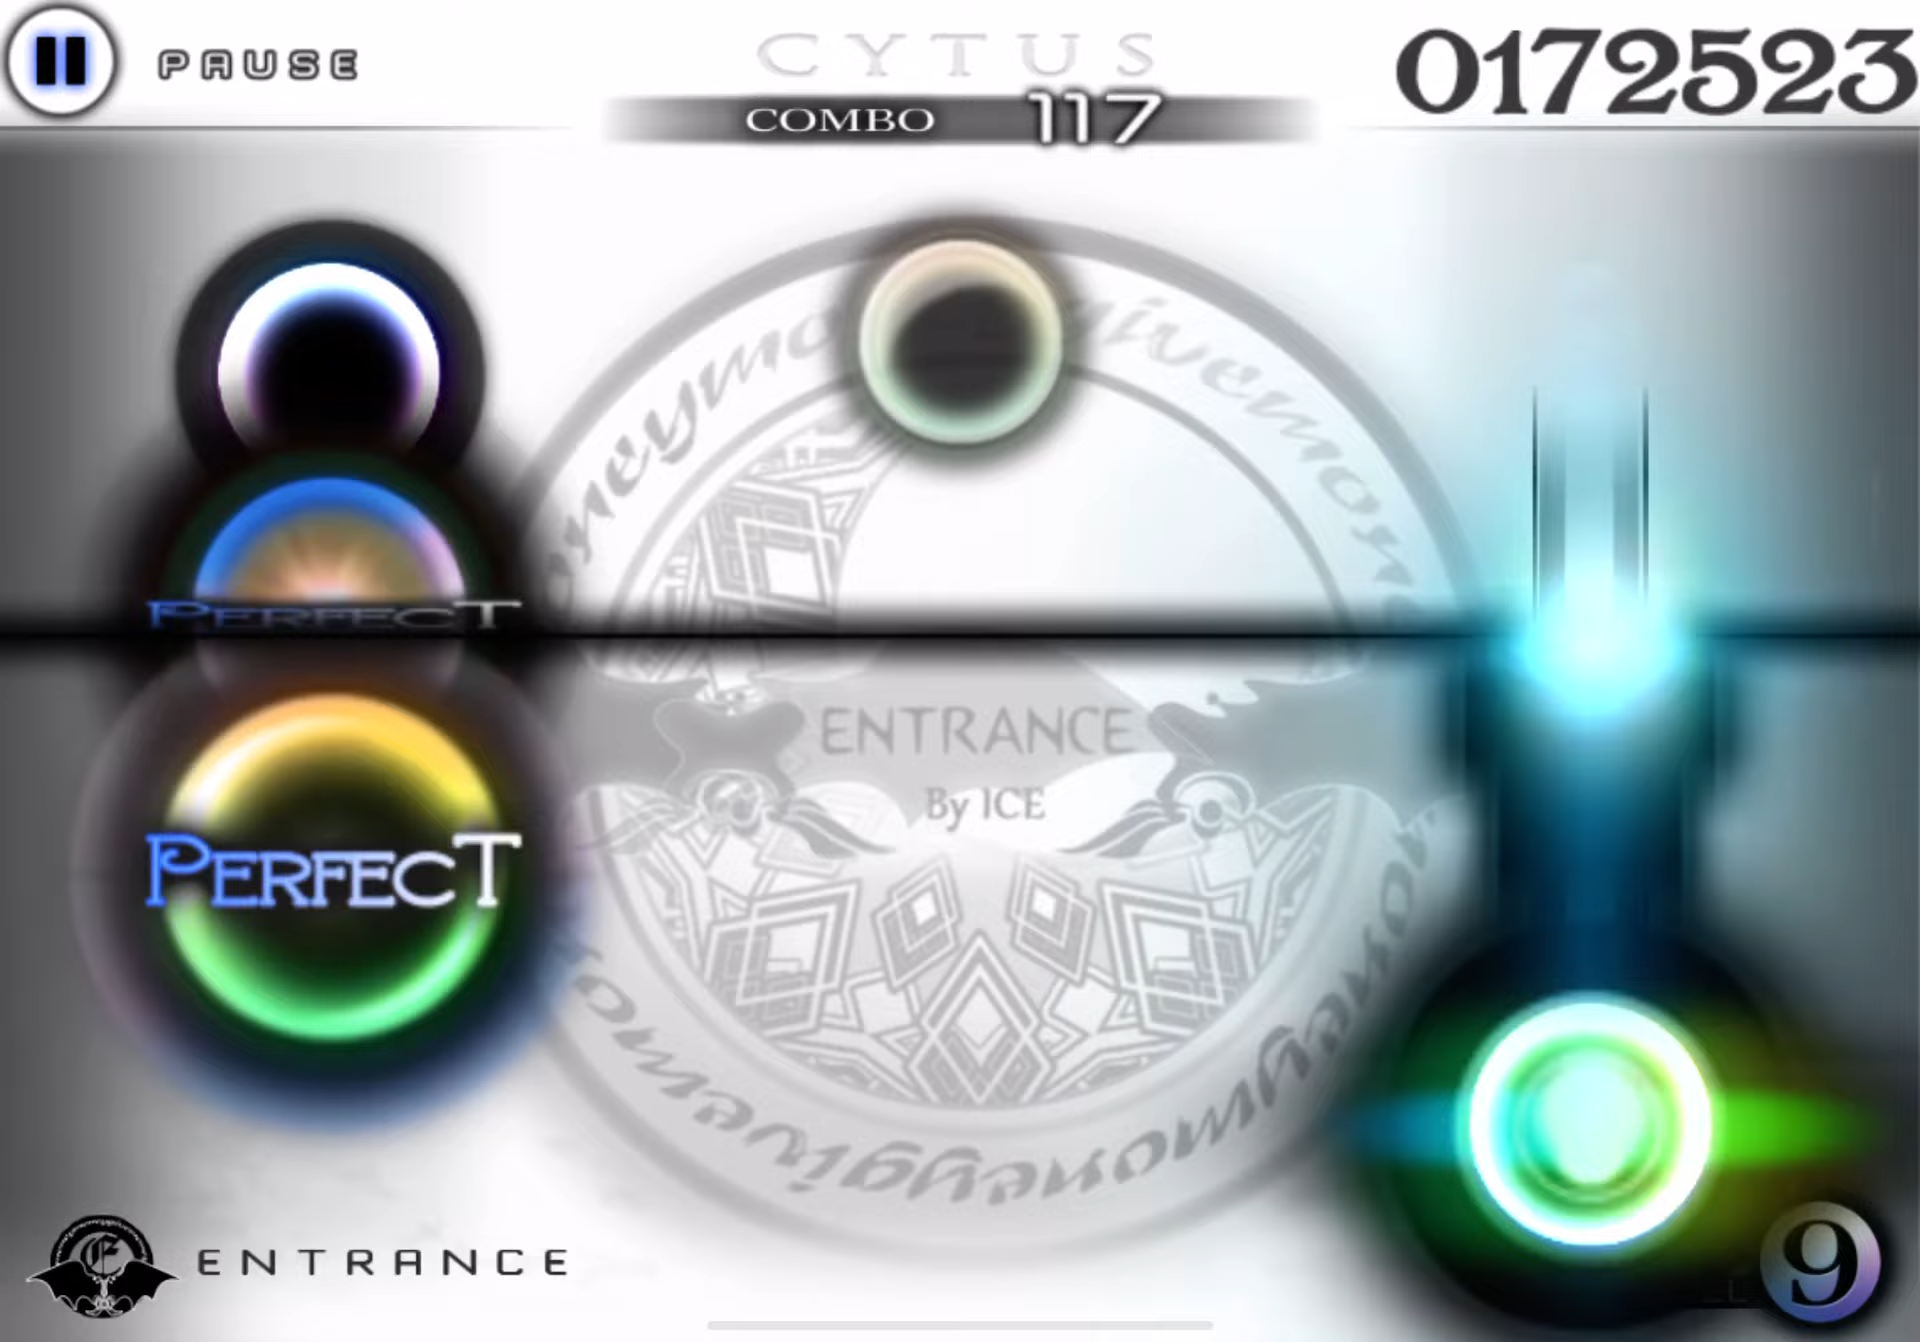 PAUSE
CYTUS
COMBO 117
0172523
PERFECT
ENTRANCE
By ICE
PERFECT
ENTRANCE
9